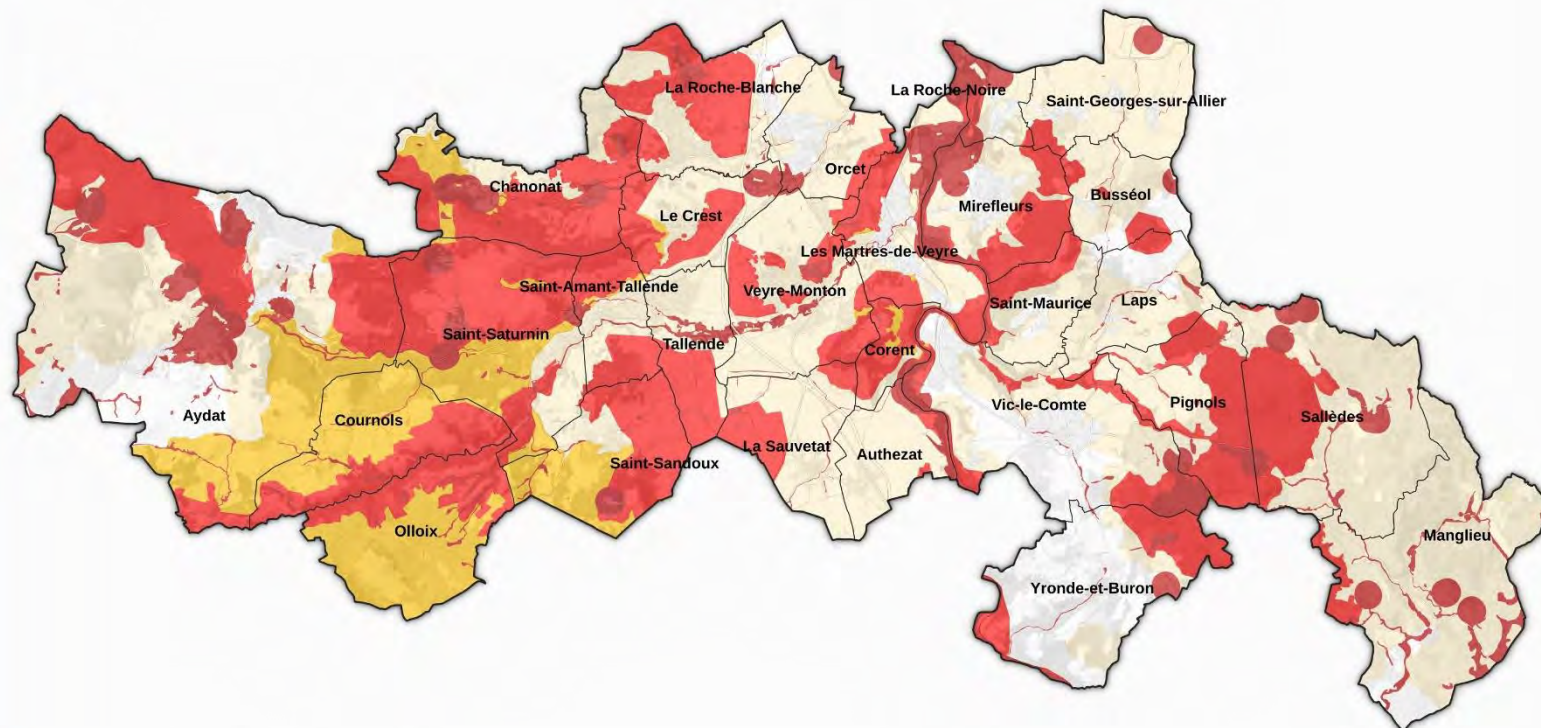 La Roche-Blanche
La Roche-Noire
Saint-Georges-sur-Allier
Chanonat
Orcet
Busséol
Mirefleurs
Le Crest
Les Martres-de-Veyre
Saint-Amant-Tallende
Veyre-Monton
Saint-Maurice
Laps
Saint-Saturnin
Tallende
Corent
Aydat
Cournols
Vic-le-Comte
Pignols
Sallèdes
La Sauvetat
Authezat
Saint-Sandoux
Olloix
Manglieu
Yronde-et-Buron